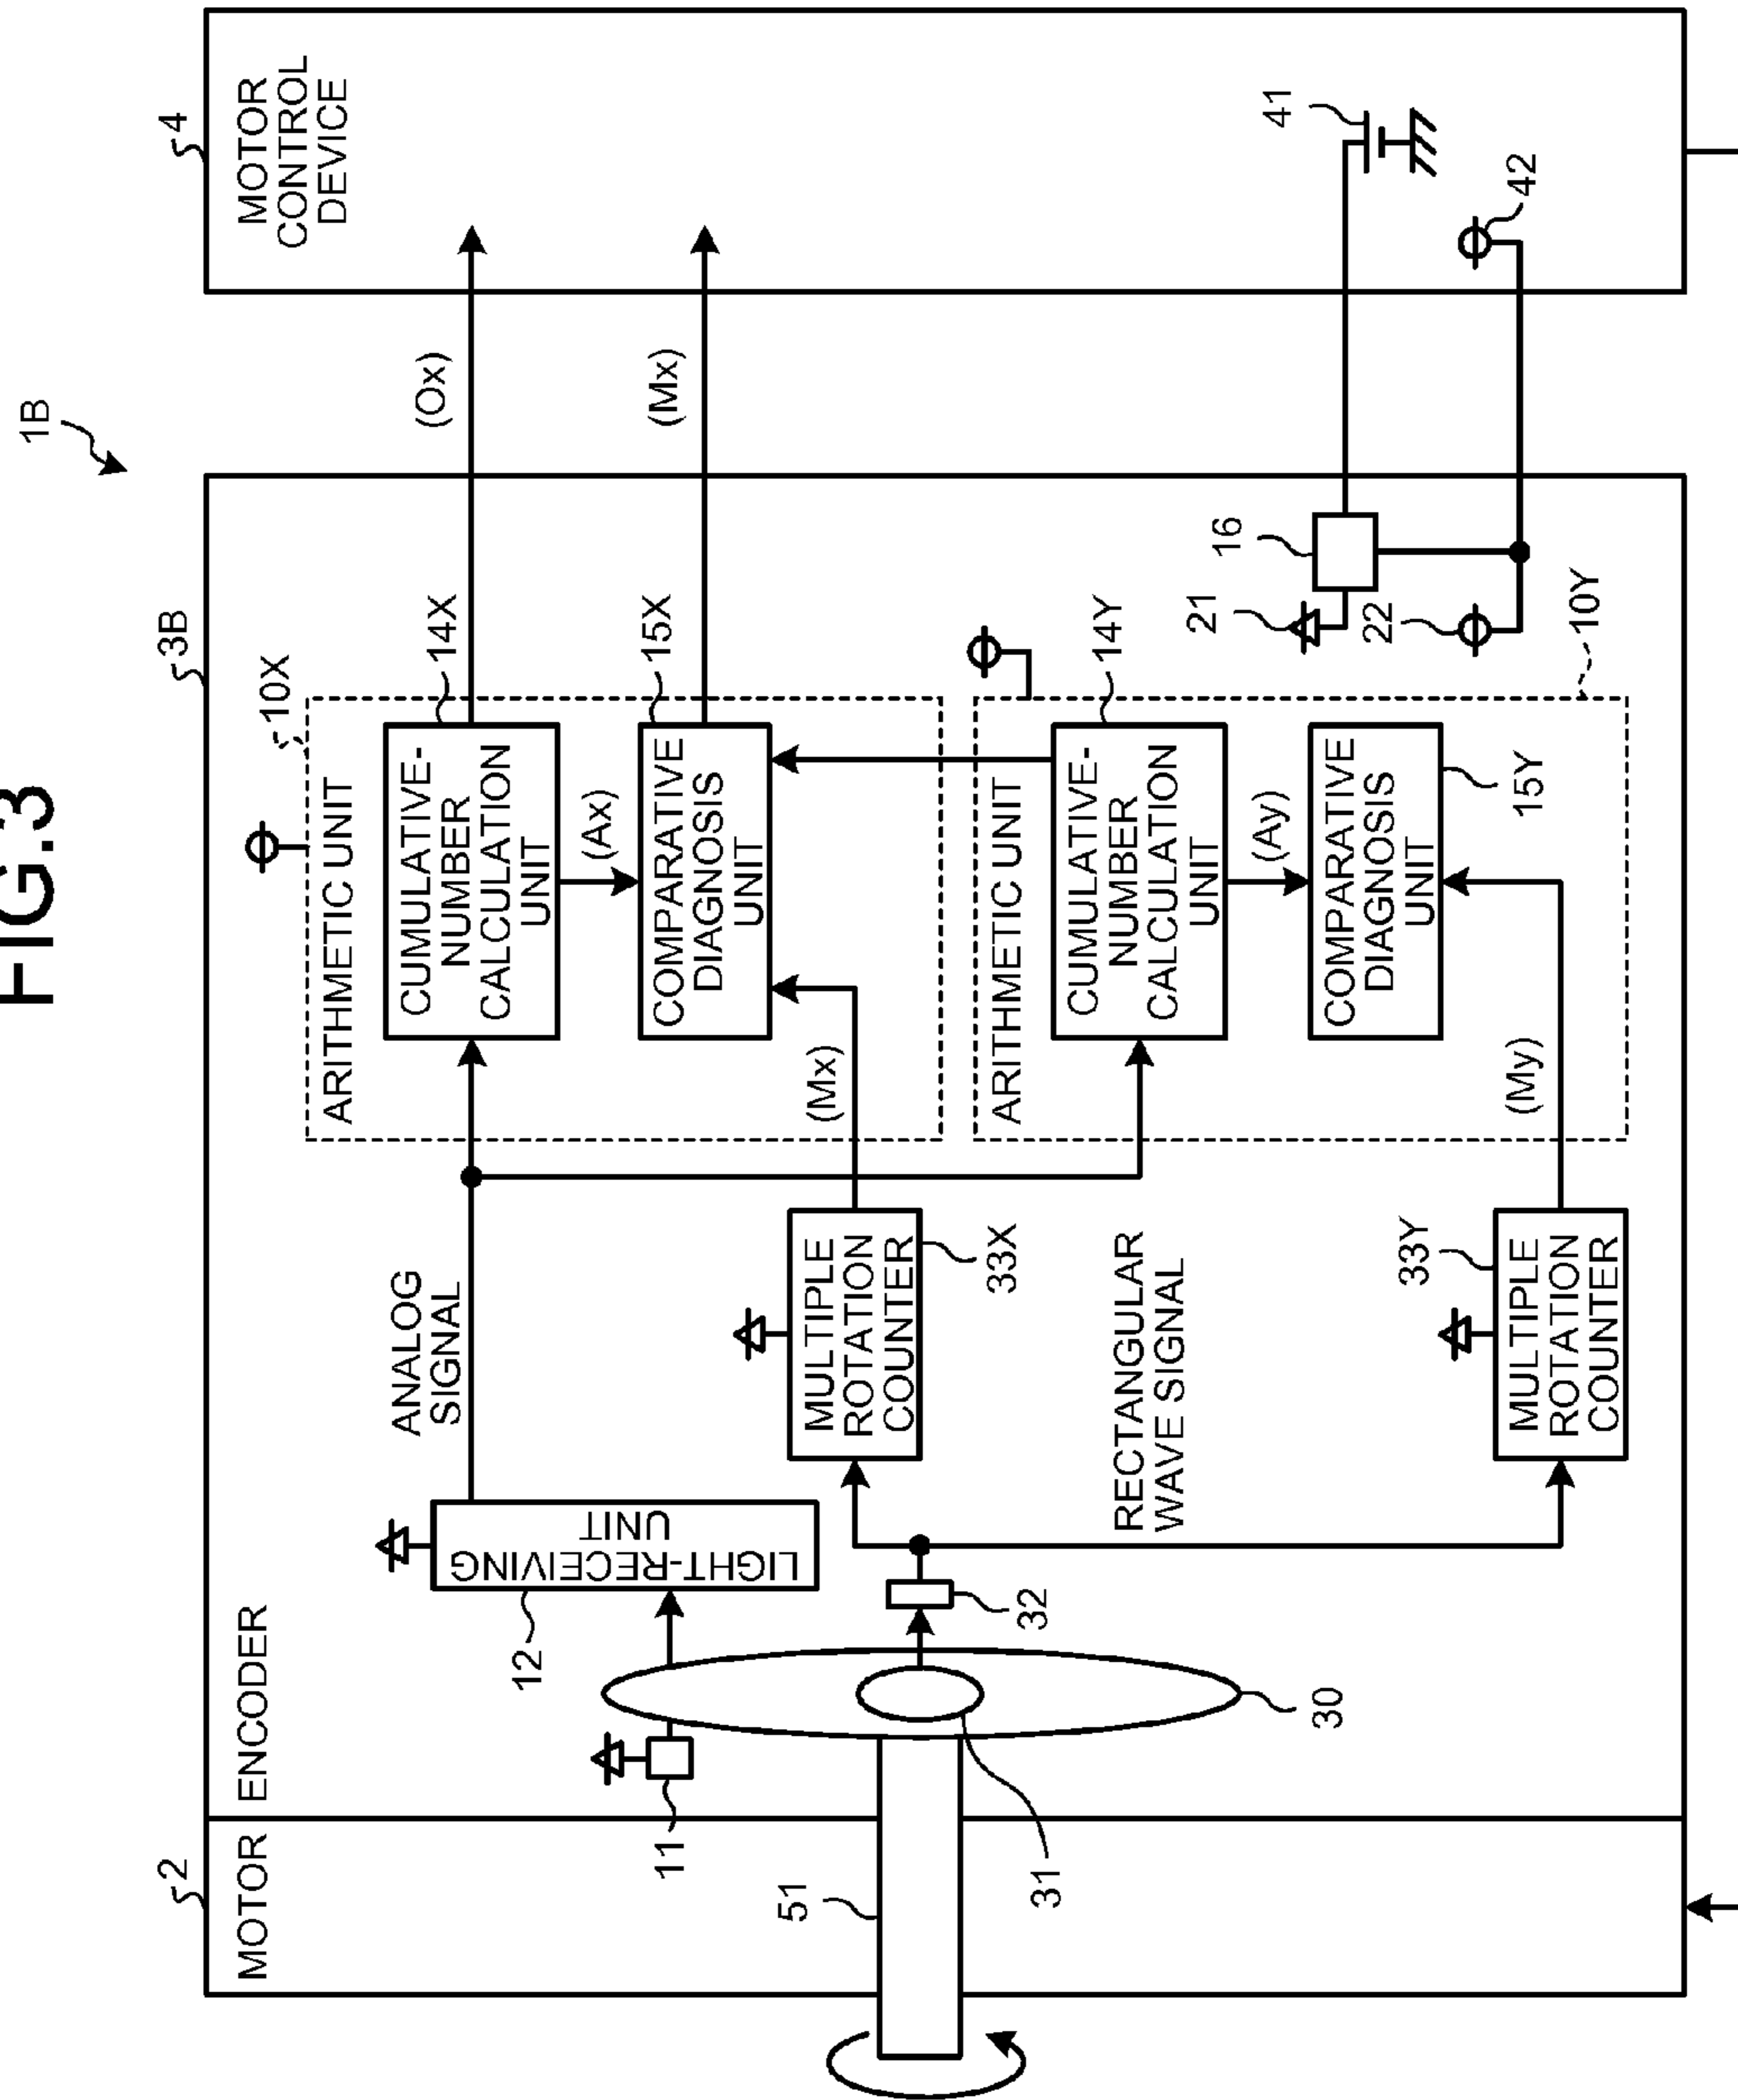 FIG.3
1B
2
3B
4
MOTOR
ENCODER
MOTOR
CONTROL
DEVICE
10X
ARITHMETIC UNIT
12
LIGHT-RECEIVING
UNIT
ANALOG
SIGNAL
CUMULATIVE-
NUMBER
CALCULATION
UNIT
14X
(Ox)
11
(Ax)
COMPARATIVE
DIAGNOSIS
UNIT
15X
(Mx)
(Mx)
MULTIPLE
ROTATION
COUNTER
33X
51
31
32
30
RECTANGULAR
WAVE SIGNAL
ARITHMETIC UNIT
CUMULATIVE-
NUMBER
CALCULATION
UNIT
14Y
(Ay)
COMPARATIVE
DIAGNOSIS
UNIT
15Y
(My)
33Y
MULTIPLE
ROTATION
COUNTER
21
16
22
10Y
41
42